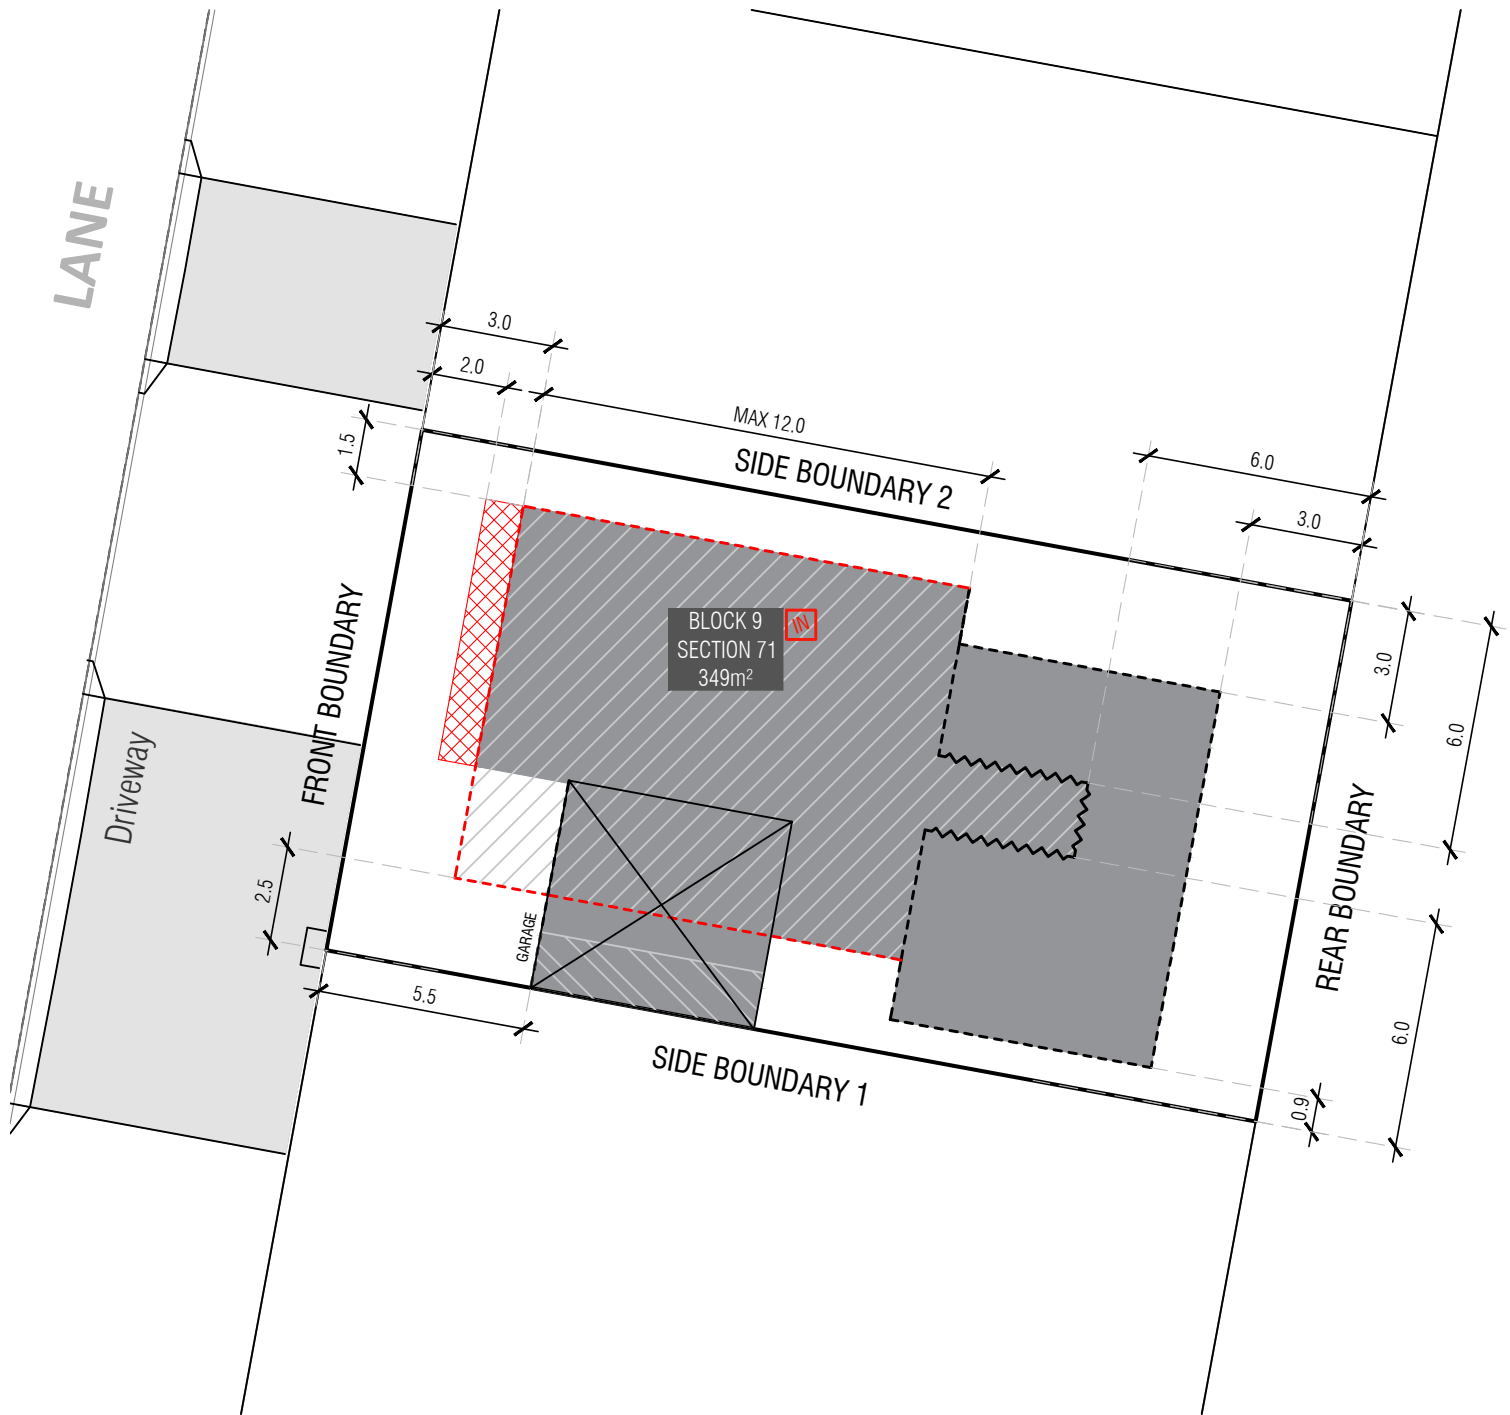 LANE
3.0
2.0
1.5
MAX 12.0
SIDE BOUNDARY 2
6.0
3.0
BLOCK 9
SECTION 71
349m²
IN
3.0
6.0
FRONT BOUNDARY
Driveway
2.5
GARAGE
5.5
SIDE BOUNDARY 1
REAR BOUNDARY
6.0
0.9